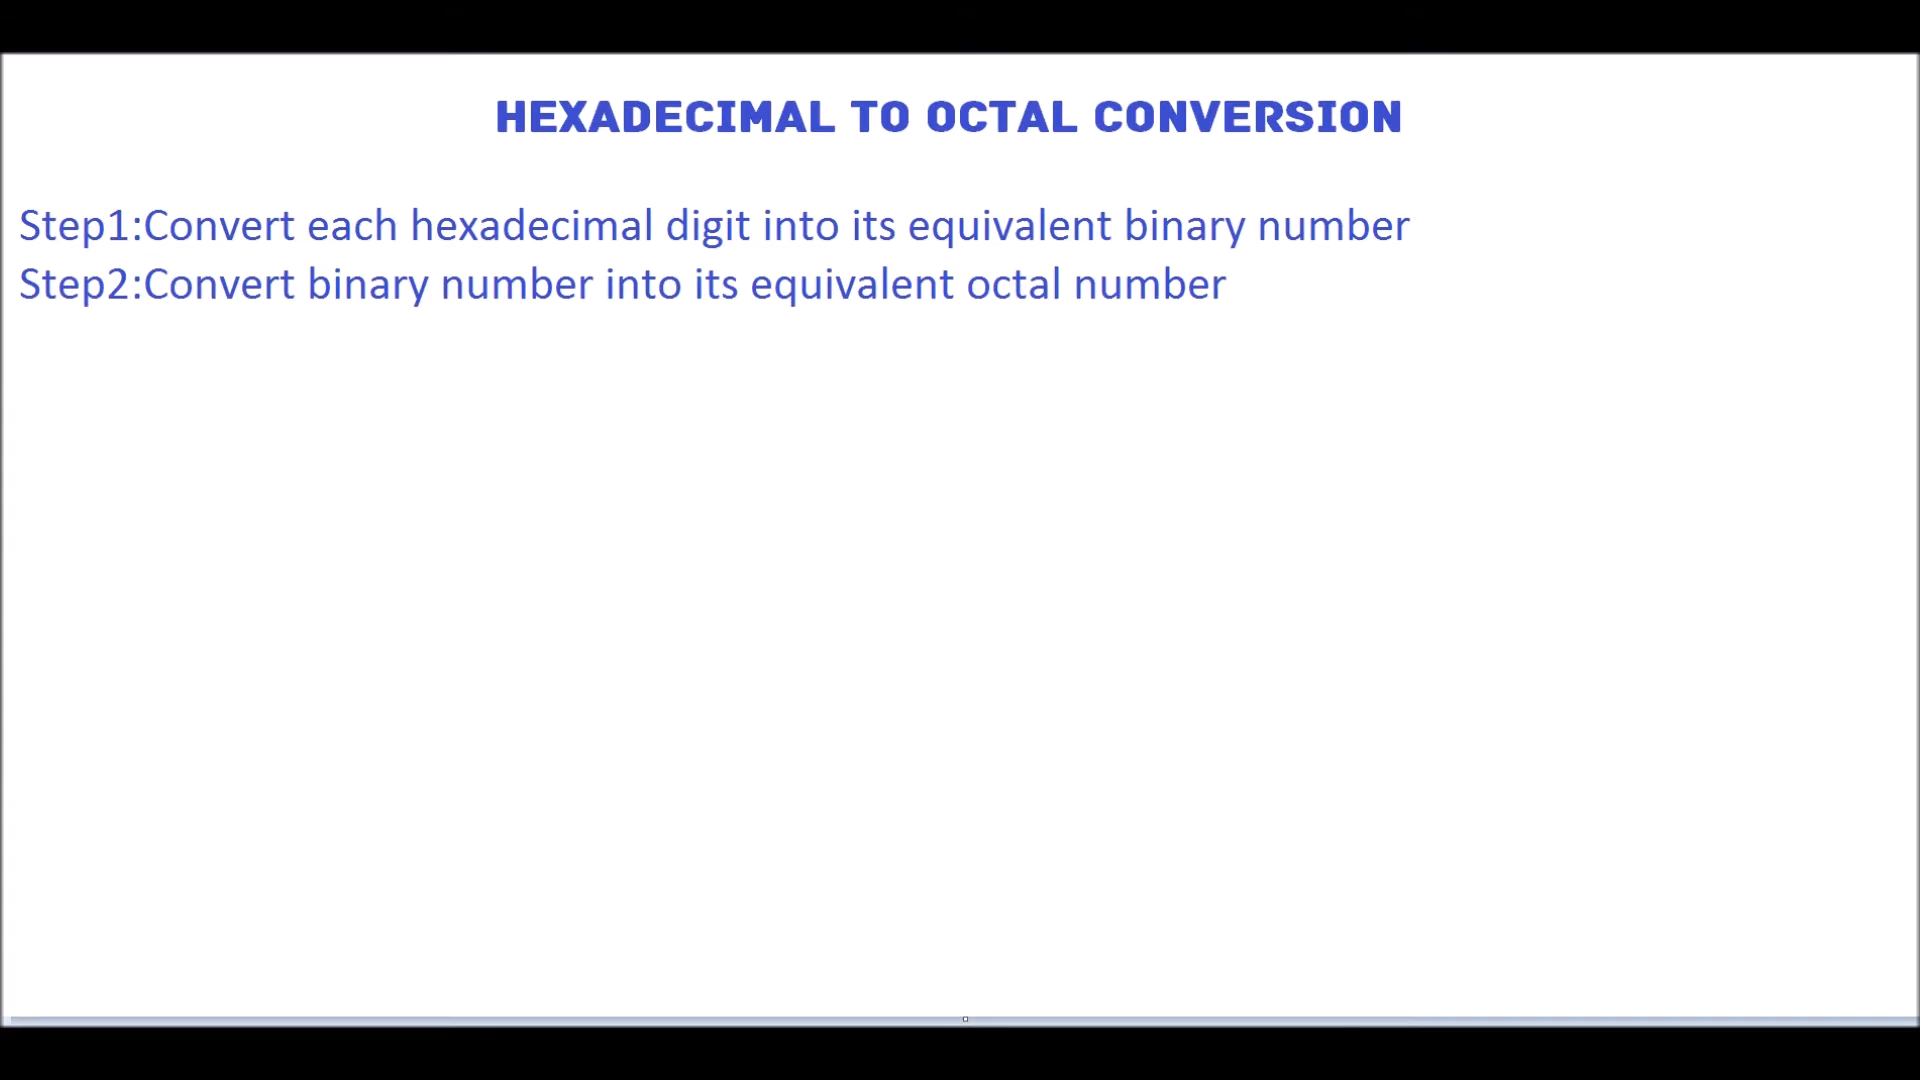 HEXADECIMAL TO OCTAL CONVERSION
Step1:Convert each hexadecimal digit into its equivalent binary number
Step2:Convert binary number into its equivalent octal number